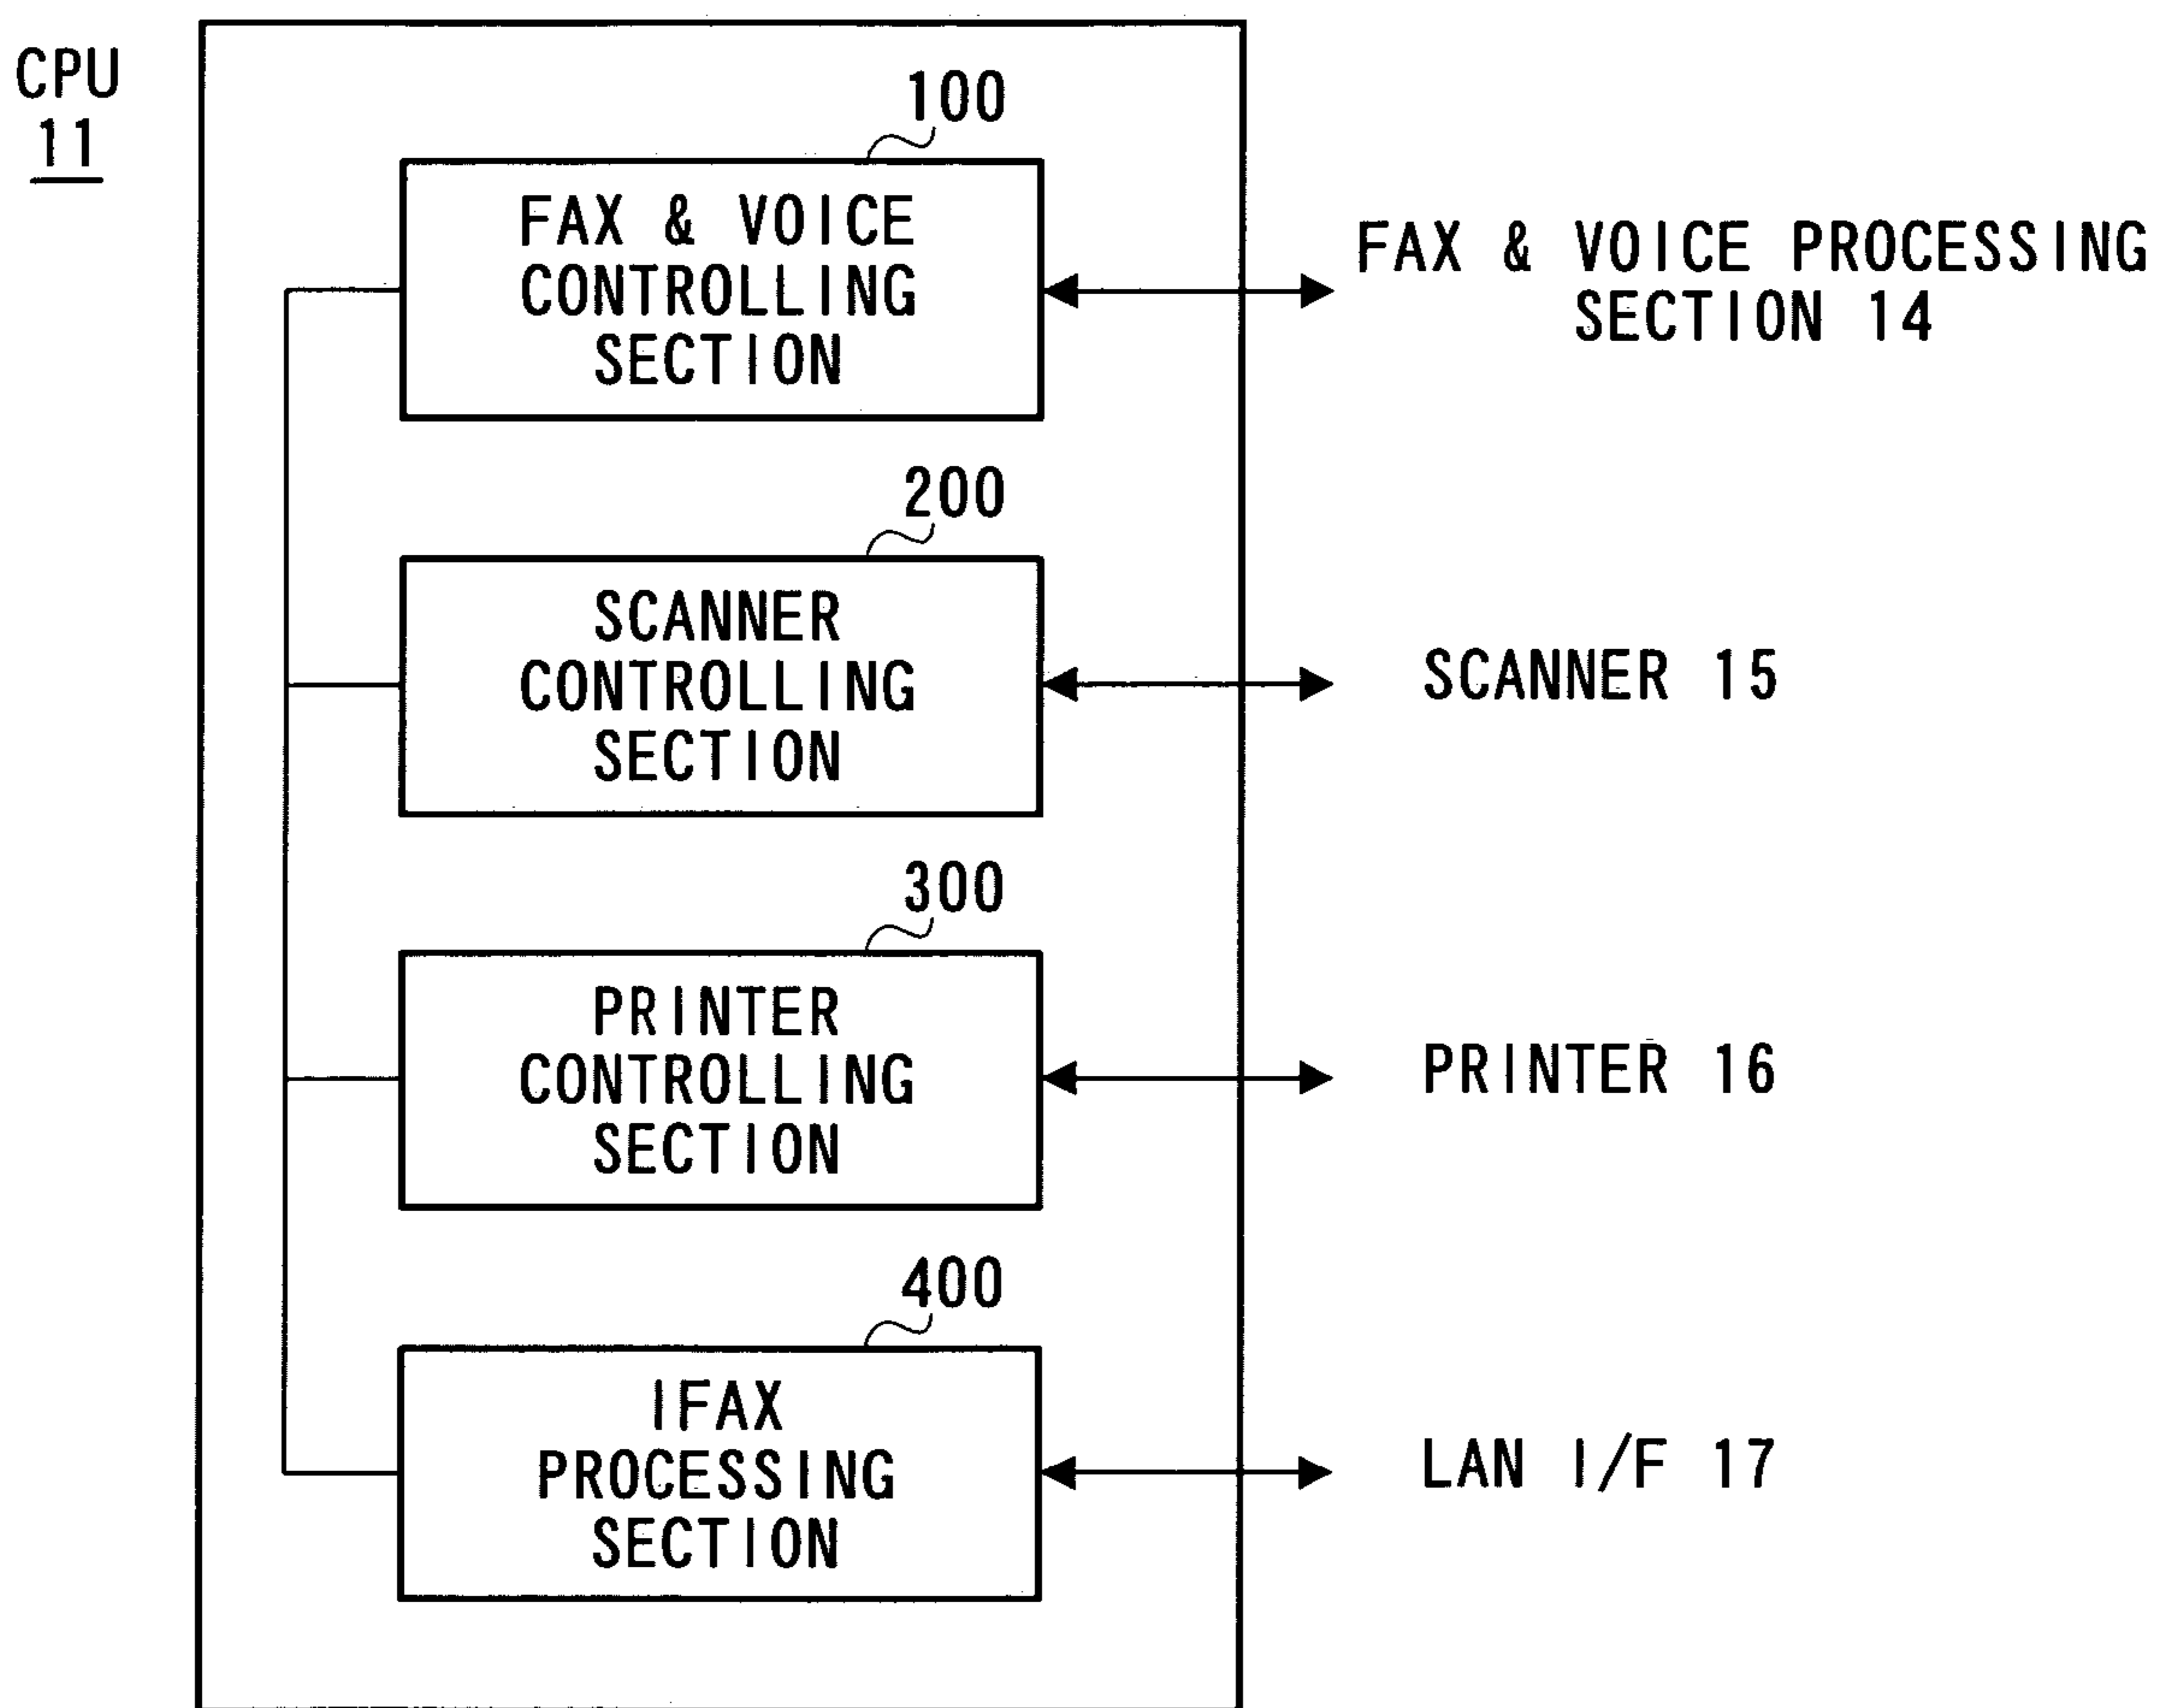 CPU
11
100
FAX & VOICE
CONTROLLING
SECTION
FAX & VOICE PROCESSING
SECTION 14
200
SCANNER
CONTROLLING
SECTION
SCANNER 15
300
PRINTER
CONTROLLING
SECTION
PRINTER 16
400
IFAX
PROCESSING
SECTION
LAN I/F 17